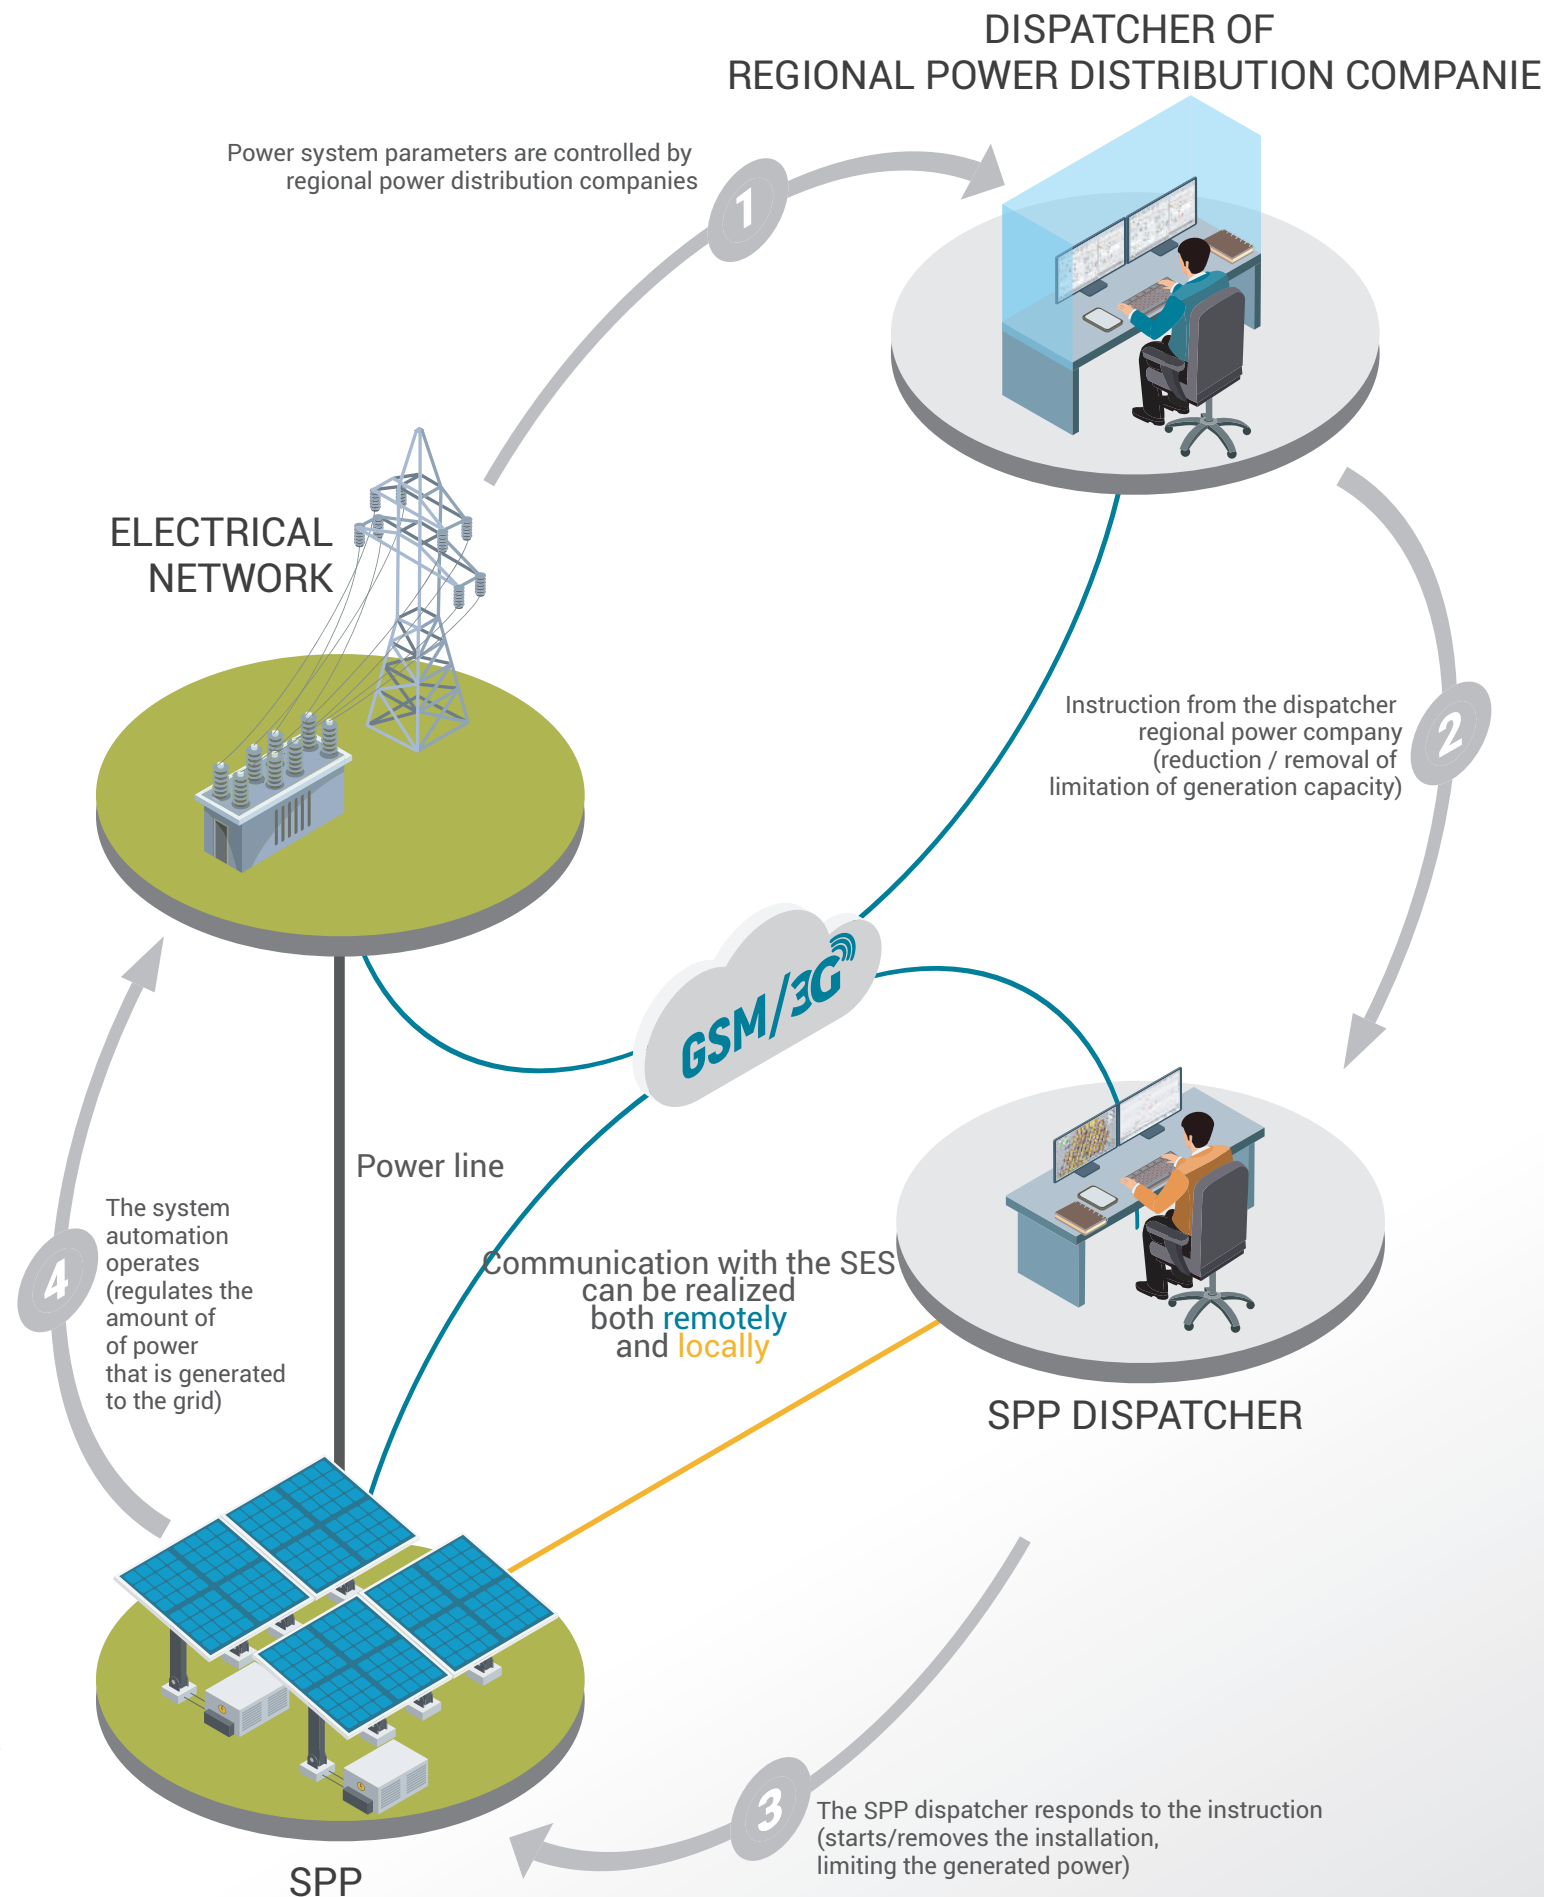 DISPATCHER OF
REGIONAL POWER DISTRIBUTION COMPANIE
Power system parameters are controlled by
regional power distribution companies
1
ELECTRICAL
NETWORK
Instruction from the dispatcher
regional power company
(reduction / removal of
limitation of generation capacity)
2
GSM/3G
Power line
The system
automation
operates
(regulates the
amount of
of power
that is generated
to the grid)
4
Communication with the SES
can be realized
both remotely
and locally
SPP DISPATCHER
3
The SPP dispatcher responds to the instruction
(starts/removes the installation,
limiting the generated power)
SPP